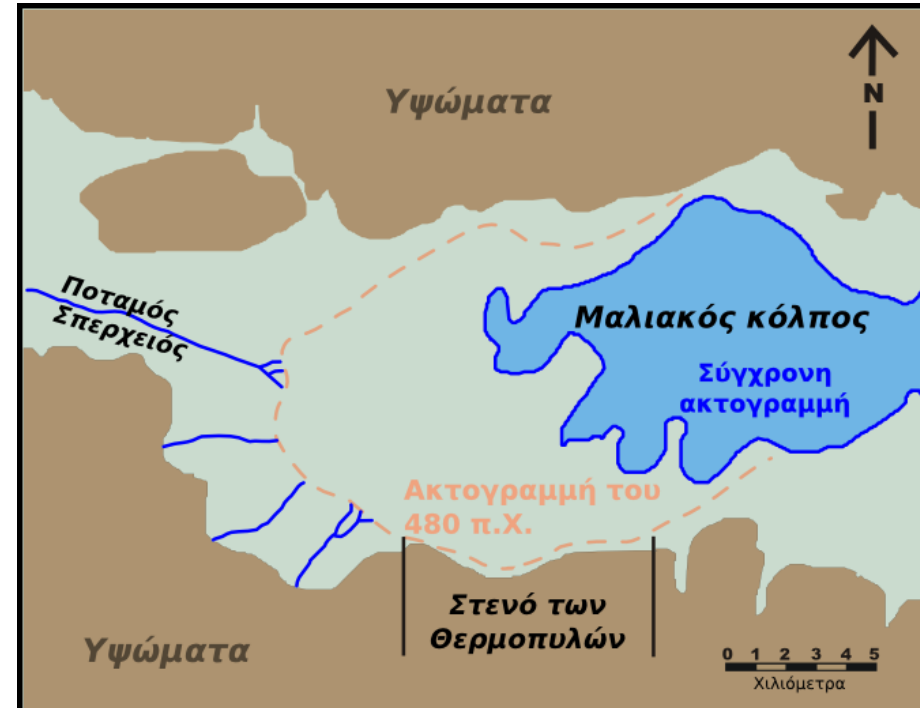 Υψώματα
N
Ποταμός
Σπερχειός
Μαλιακός κόλπος
Σύγχρονη
ακτογραμμή
Ακτογραμμή του
480 π.Χ.
Στενό των
Θερμοπυλών
Υψώματα
0 1 2 3 4 5
Χιλιόμετρα